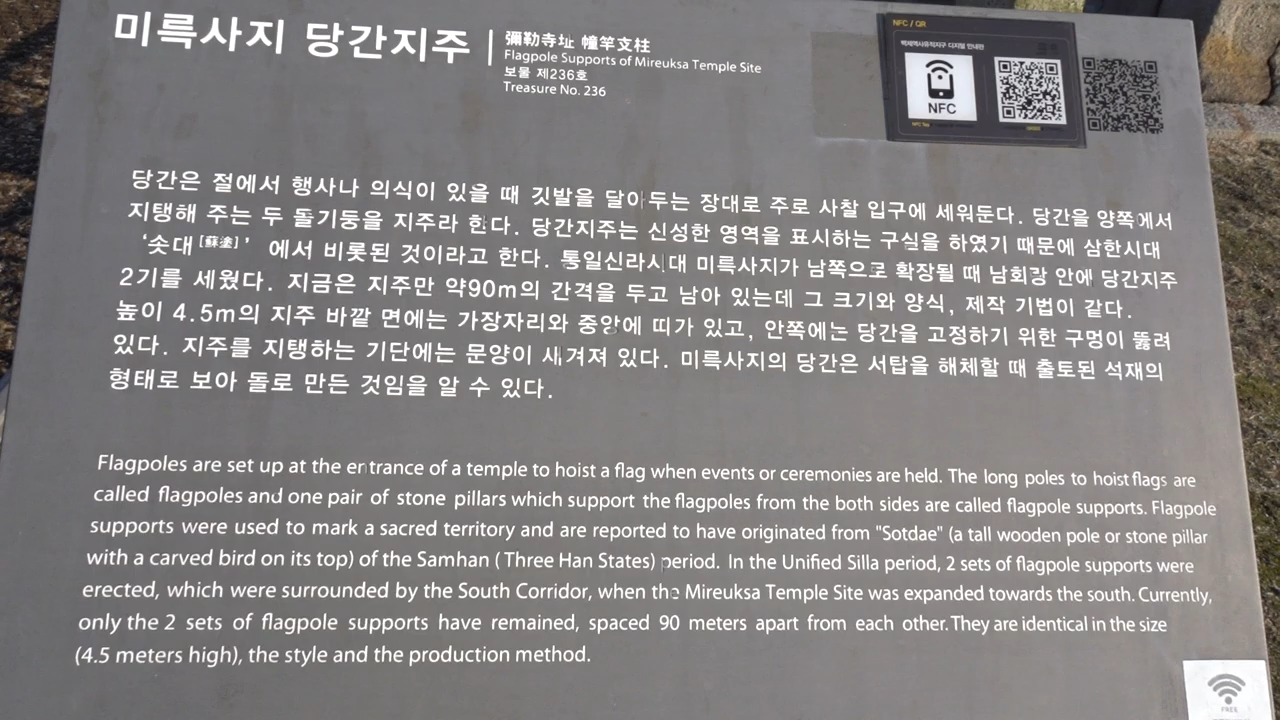 미륵사지 당간지주
彌勒寺址 幢竿支柱
Flagpole Supports of Mireuksa Temple Site
보물 제236호
Treasure No. 236
NFC / QR
백제역사유적지구 디지털 안내판
NFC
당간은 절에서 행사나 의식이 있을 때 깃발을 달아두는 장대로 주로 사찰 입구에 세워둔다. 당간을 양쪽에서
지탱해 주는 두 돌기둥을 지주라 한다. 당간지주는 신성한 영역을 표시하는 구실을 하였기 때문에 삼한시대
‘솟대[蘇塗]’에서 비롯된 것이라고 한다. 통일신라시대 미륵사지가 남쪽으로 확장될 때 남회랑 안에 당간지주
2기를 세웠다. 지금은 지주만 약90m의 간격을 두고 남아 있는데 그 크기와 양식, 제작 기법이 같다.
높이 4.5m의 지주 바깥 면에는 가장자리와 중앙에 띠가 있고, 안쪽에는 당간을 고정하기 위한 구멍이 뚫려
있다. 지주를 지탱하는 기단에는 문양이 새겨져 있다. 미륵사지의 당간은 서탑을 해체할 때 출토된 석재의
형태로 보아 돌로 만든 것임을 알 수 있다.
Flagpoles are set up at the entrance of a temple to hoist a flag when events or ceremonies are held. The long poles to hoist flags are
called flagpoles and one pair of stone pillars which support the flagpoles from the both sides are called flagpole supports. Flagpole
supports were used to mark a sacred territory and are reported to have originated from "Sotdae" (a tall wooden pole or stone pillar
with a carved bird on its top) of the Samhan ( Three Han States) period. In the Unified Silla period, 2 sets of flagpole supports were
erected, which were surrounded by the South Corridor, when the Mireuksa Temple Site was expanded towards the south. Currently,
only the 2 sets of flagpole supports have remained, spaced 90 meters apart from each other. They are identical in the size
(4.5 meters high), the style and the production method.
FREE